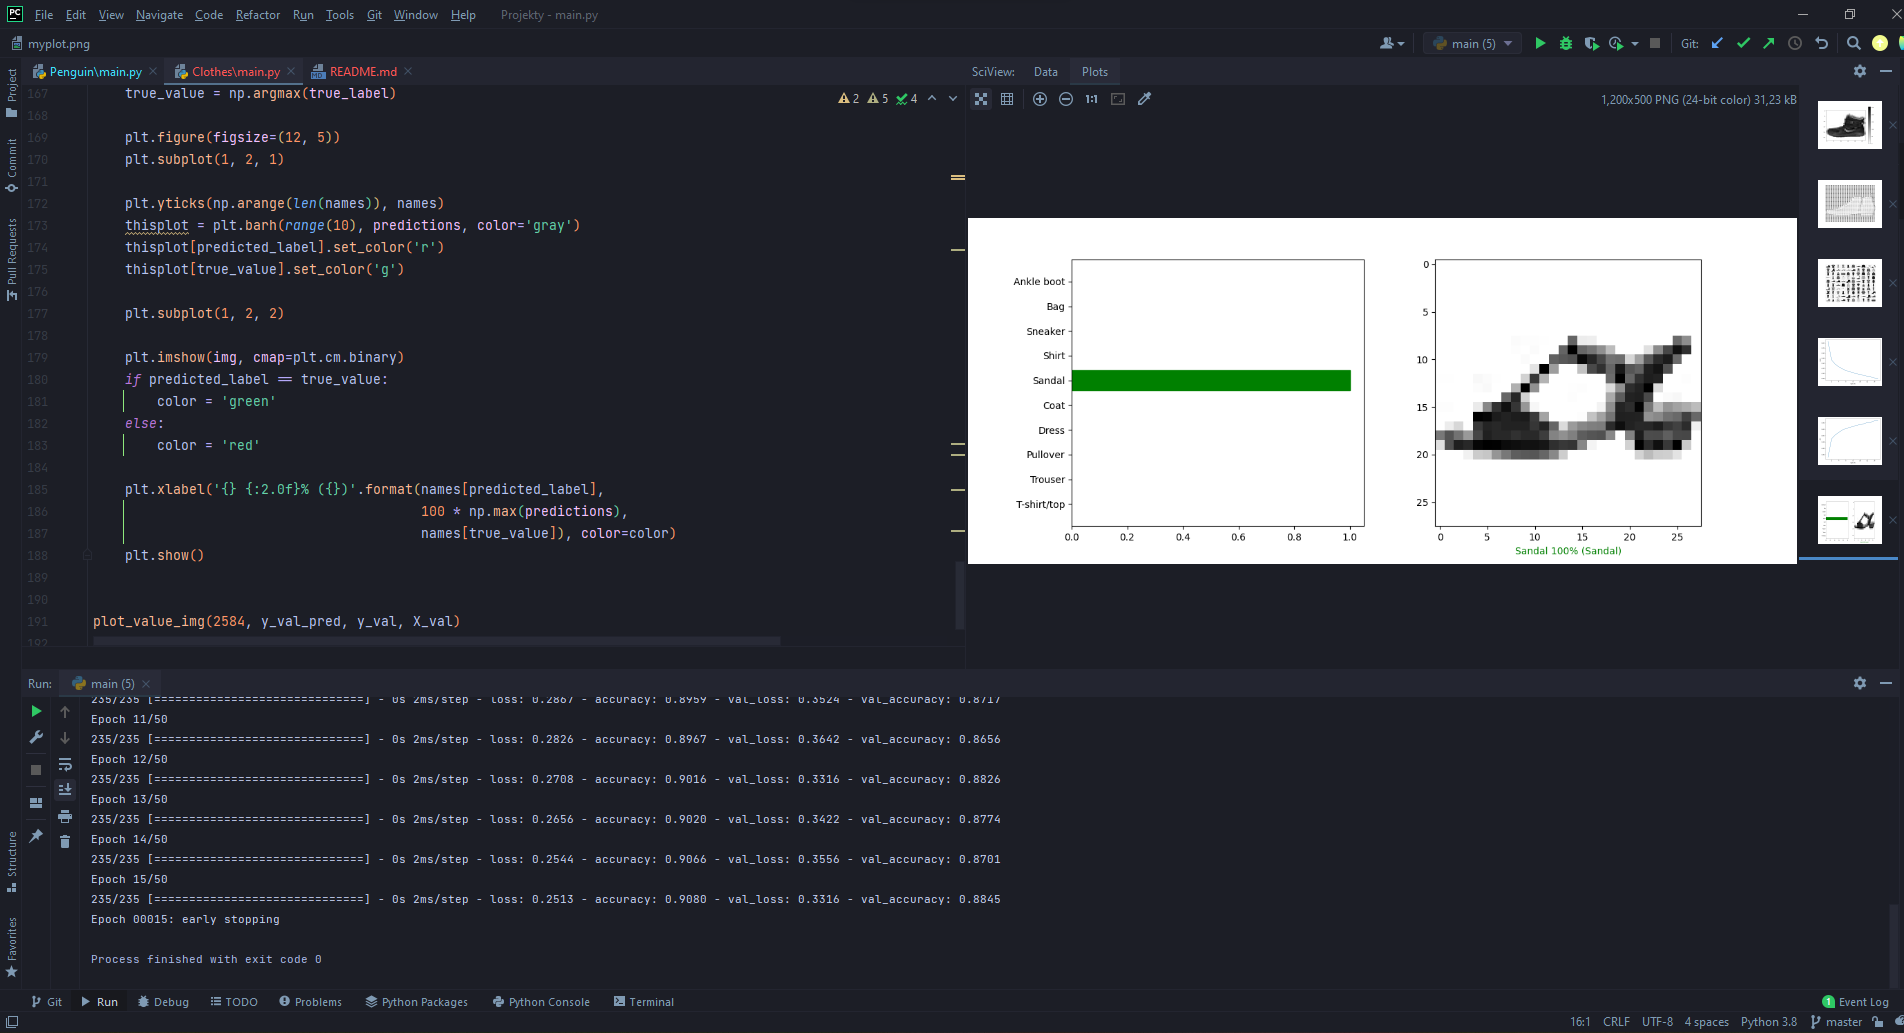 PC File Edit View Navigate Code Refactor Run Tools Git Window Help Projekty - main.py
myplot.png main (5) Git:
Penguin\main.py Clothes\main.py README.md SciView: Data Plots
2 5 4
1:1 1,200x500 PNG (24-bit color) 31,23 kB
Project
Commit
Pull Requests
Structure
Favorites
167 true_value = np.argmax(true_label)
168
169 plt.figure(figsize=(12, 5))
170 plt.subplot(1, 2, 1)
171
172 plt.yticks(np.arange(len(names)), names)
173 thisplot = plt.barh(range(10), predictions, color='gray')
174 thisplot[predicted_label].set_color('r')
175 thisplot[true_value].set_color('g')
176
177 plt.subplot(1, 2, 2)
178
179 plt.imshow(img, cmap=plt.cm.binary)
180 if predicted_label == true_value:
181 color = 'green'
182 else:
183 color = 'red'
184
185 plt.xlabel('{} {:2.0f}% ({})'.format(names[predicted_label],
186 100 * np.max(predictions),
187 names[true_value]), color=color)
188 plt.show()
189
190
191 plot_value_img(2584, y_val_pred, y_val, X_val)
192
Ankle boot
Bag
Sneaker
Shirt
Sandal
Coat
Dress
Pullover
Trouser
T-shirt/top
0.0 0.2 0.4 0.6 0.8 1.0
0
5
10
15
20
25
0 5 10 15 20 25
Sandal 100% (Sandal)
Run: main (5)
235/235 [==============================] - 0s 2ms/step - loss: 0.2867 - accuracy: 0.8959 - val_loss: 0.3524 - val_accuracy: 0.8717
Epoch 11/50
235/235 [==============================] - 0s 2ms/step - loss: 0.2826 - accuracy: 0.8967 - val_loss: 0.3642 - val_accuracy: 0.8656
Epoch 12/50
235/235 [==============================] - 0s 2ms/step - loss: 0.2708 - accuracy: 0.9016 - val_loss: 0.3316 - val_accuracy: 0.8826
Epoch 13/50
235/235 [==============================] - 0s 2ms/step - loss: 0.2656 - accuracy: 0.9020 - val_loss: 0.3422 - val_accuracy: 0.8774
Epoch 14/50
235/235 [==============================] - 0s 2ms/step - loss: 0.2544 - accuracy: 0.9066 - val_loss: 0.3556 - val_accuracy: 0.8701
Epoch 15/50
235/235 [==============================] - 0s 2ms/step - loss: 0.2513 - accuracy: 0.9080 - val_loss: 0.3316 - val_accuracy: 0.8845
Epoch 00015: early stopping
Process finished with exit code 0
Git Run Debug TODO Problems Python Packages Python Console Terminal 1 Event Log
16:1 CRLF UTF-8 4 spaces Python 3.8 master